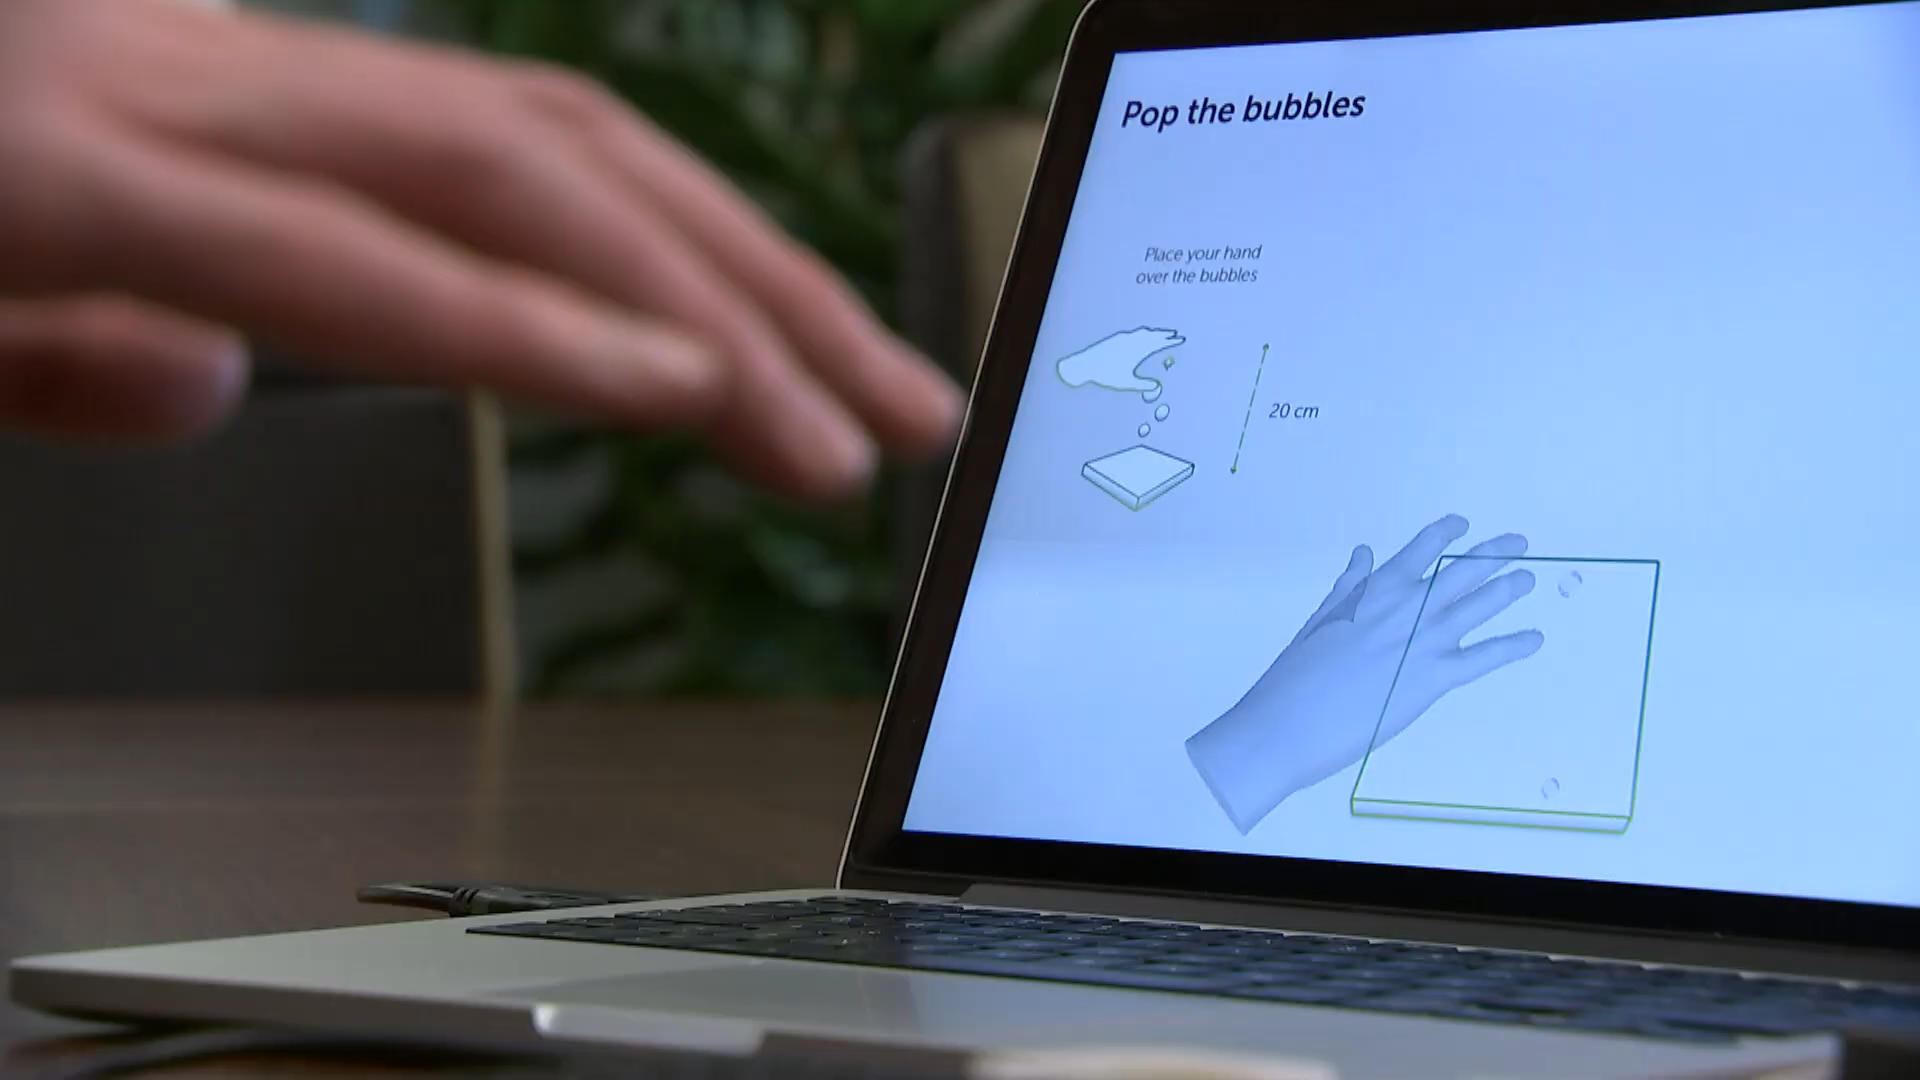 Pop the bubbles
Place your hand
over the bubbles
20 cm